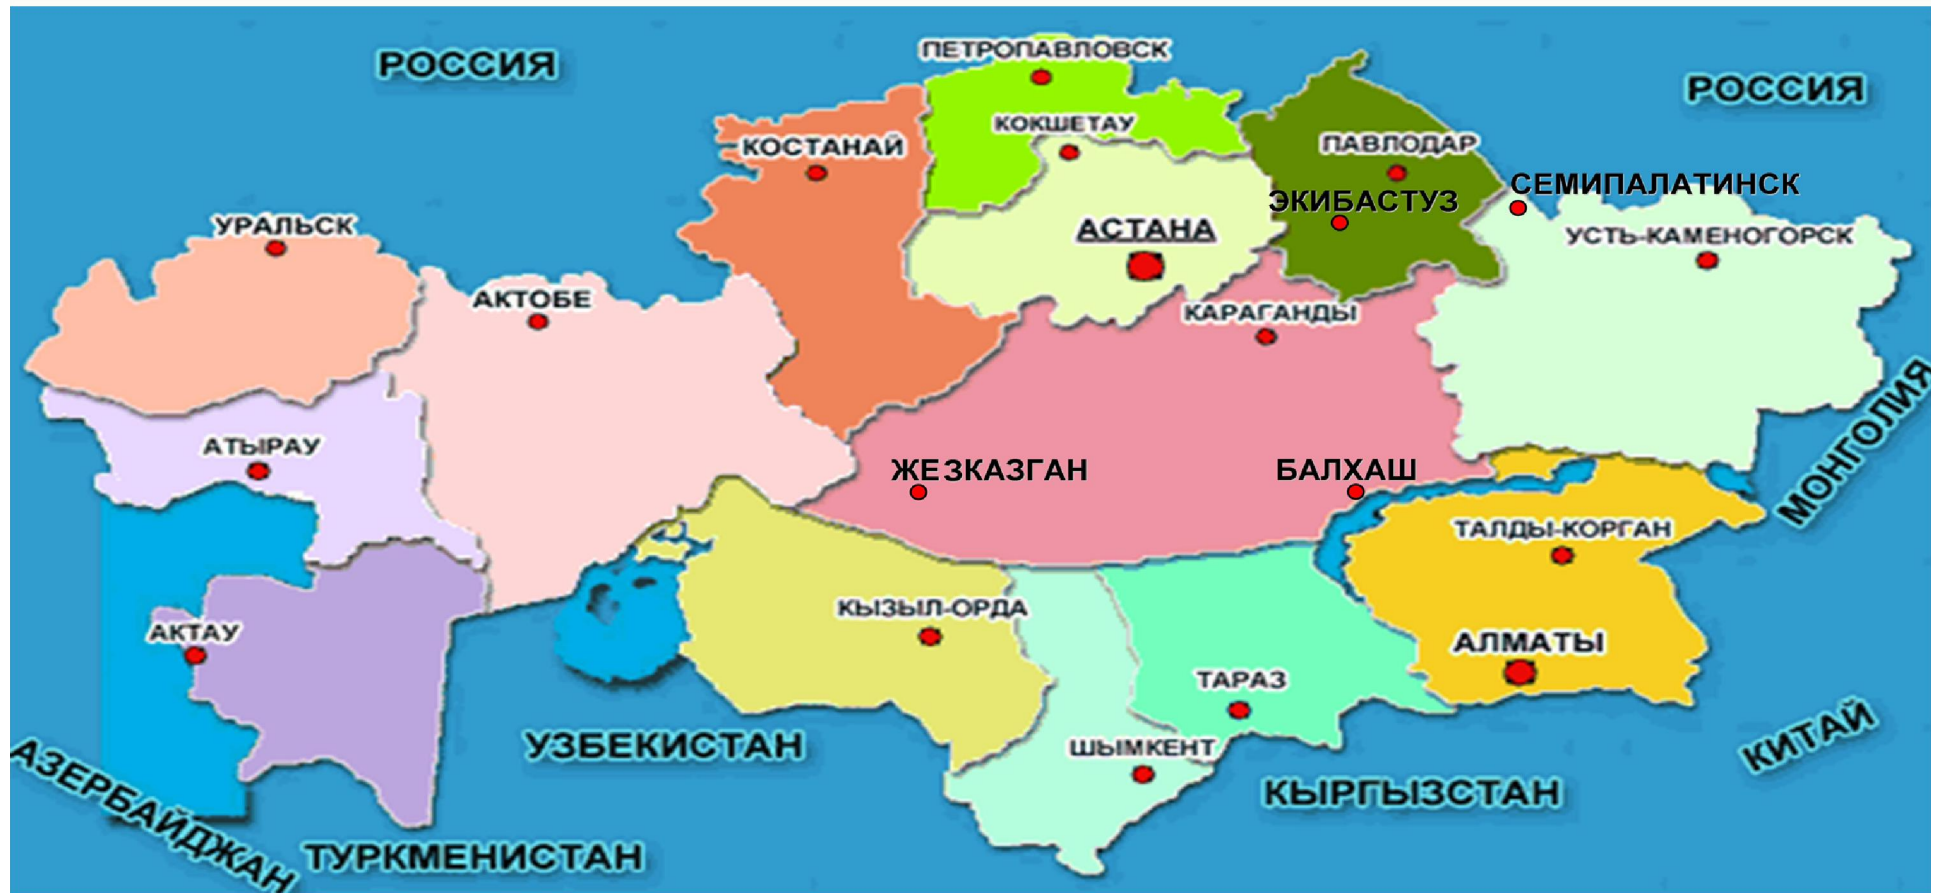 РОССИЯ
ПЕТРОПАВЛОВСК
РОССИЯ
КОКШЕТАУ
КОСТАНАЙ
ПАВЛОДАР
СЕМИПАЛАТИНСК
ЭКИБАСТУЗ
УРАЛЬСК
АСТАНА
УСТЬ-КАМЕНОГОРСК
АКТОБЕ
КАРАГАНДЫ
МОНГОЛИЯ
АТЫРАУ
ЖЕЗКАЗГАН
БАЛХАШ
ТАЛДЫ-КОРГАН
КЫЗЫЛ-ОРДА
АКТАУ
АЛМАТЫ
ТАРАЗ
УЗБЕКИСТАН
ШЫМКЕНТ
КИТАЙ
КЫРГЫЗСТАН
АЗЕРБАЙДЖАН
ТУРКМЕНИСТАН